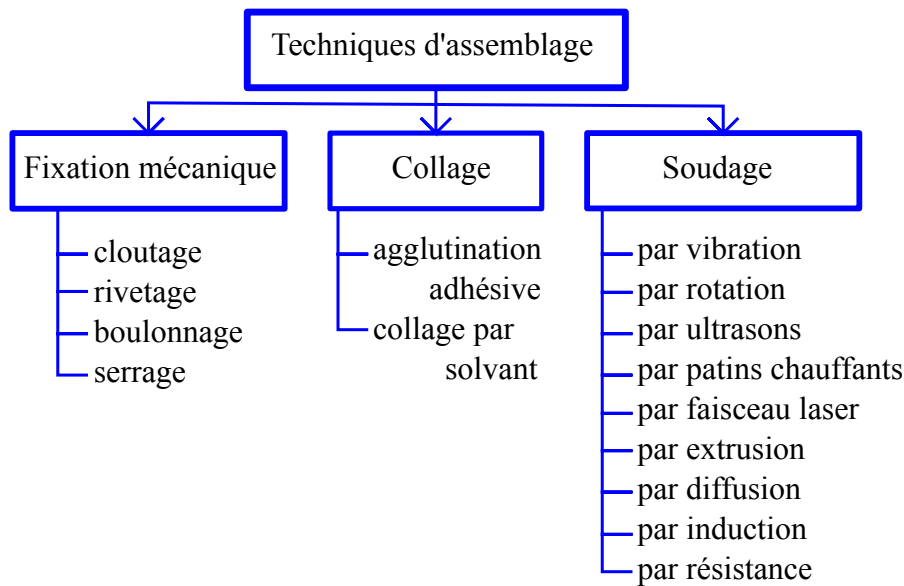 Techniques d'assemblage
Fixation mécanique
cloutage
rivetage
boulonnage
serrage
Collage
agglutination
adhésive
collage par
solvant
Soudage
par vibration
par rotation
par ultrasons
par patins chauffants
par faisceau laser
par extrusion
par diffusion
par induction
par résistance